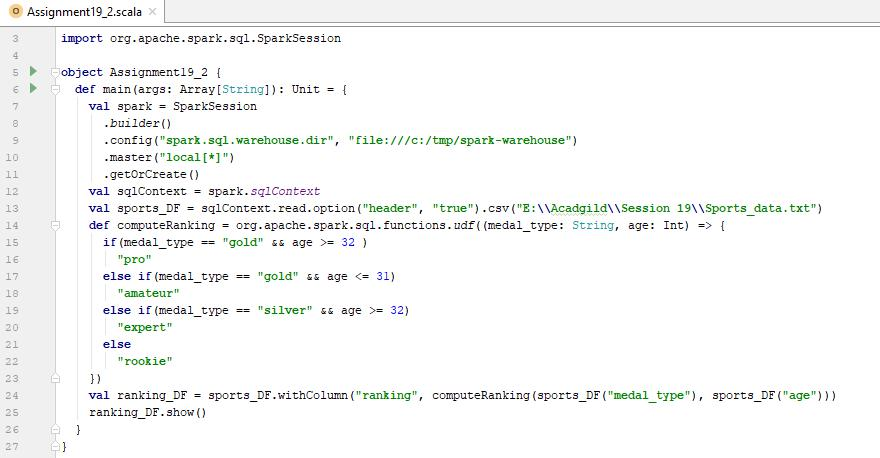 Assignment19_2.scala
3 import org.apache.spark.sql.SparkSession
4
5 object Assignment19_2 {
6 def main(args: Array[String]): Unit = {
7 val spark = SparkSession
8 .builder()
9 .config("spark.sql.warehouse.dir", "file:///c:/tmp/spark-warehouse")
10 .master("local[*]")
11 .getOrCreate()
12 val sqlContext = spark.sqlContext
13 val sports_DF = sqlContext.read.option("header", "true").csv("E:\\Acadgild\\Session 19\\Sports_data.txt")
14 def computeRanking = org.apache.spark.sql.functions.udf((medal_type: String, age: Int) => {
15 if(medal_type == "gold" && age >= 32 )
16 "pro"
17 else if(medal_type == "gold" && age <= 31)
18 "amateur"
19 else if(medal_type == "silver" && age >= 32)
20 "expert"
21 else
22 "rookie"
23 })
24 val ranking_DF = sports_DF.withColumn("ranking", computeRanking(sports_DF("medal_type"), sports_DF("age")))
25 ranking_DF.show()
26 }
27 }